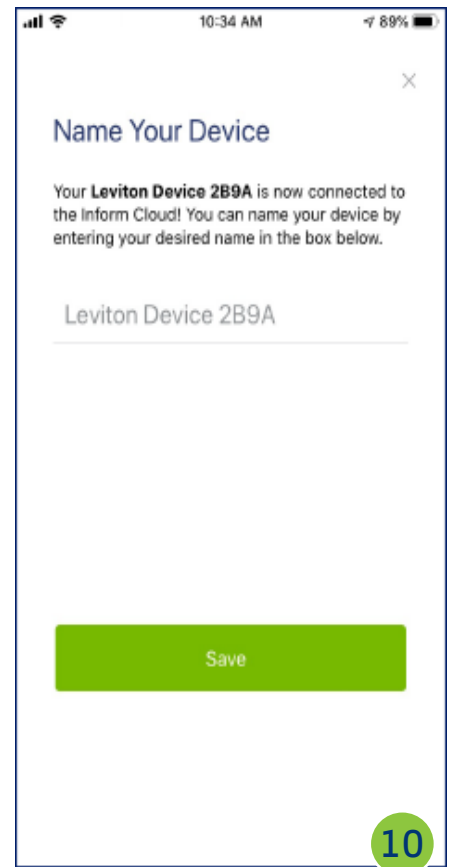 10:34 AM
89%
Name Your Device
Your Leviton Device 2B9A is now connected to
the Inform Cloud! You can name your device by
entering your desired name in the box below.
Leviton Device 2B9A
Save
10